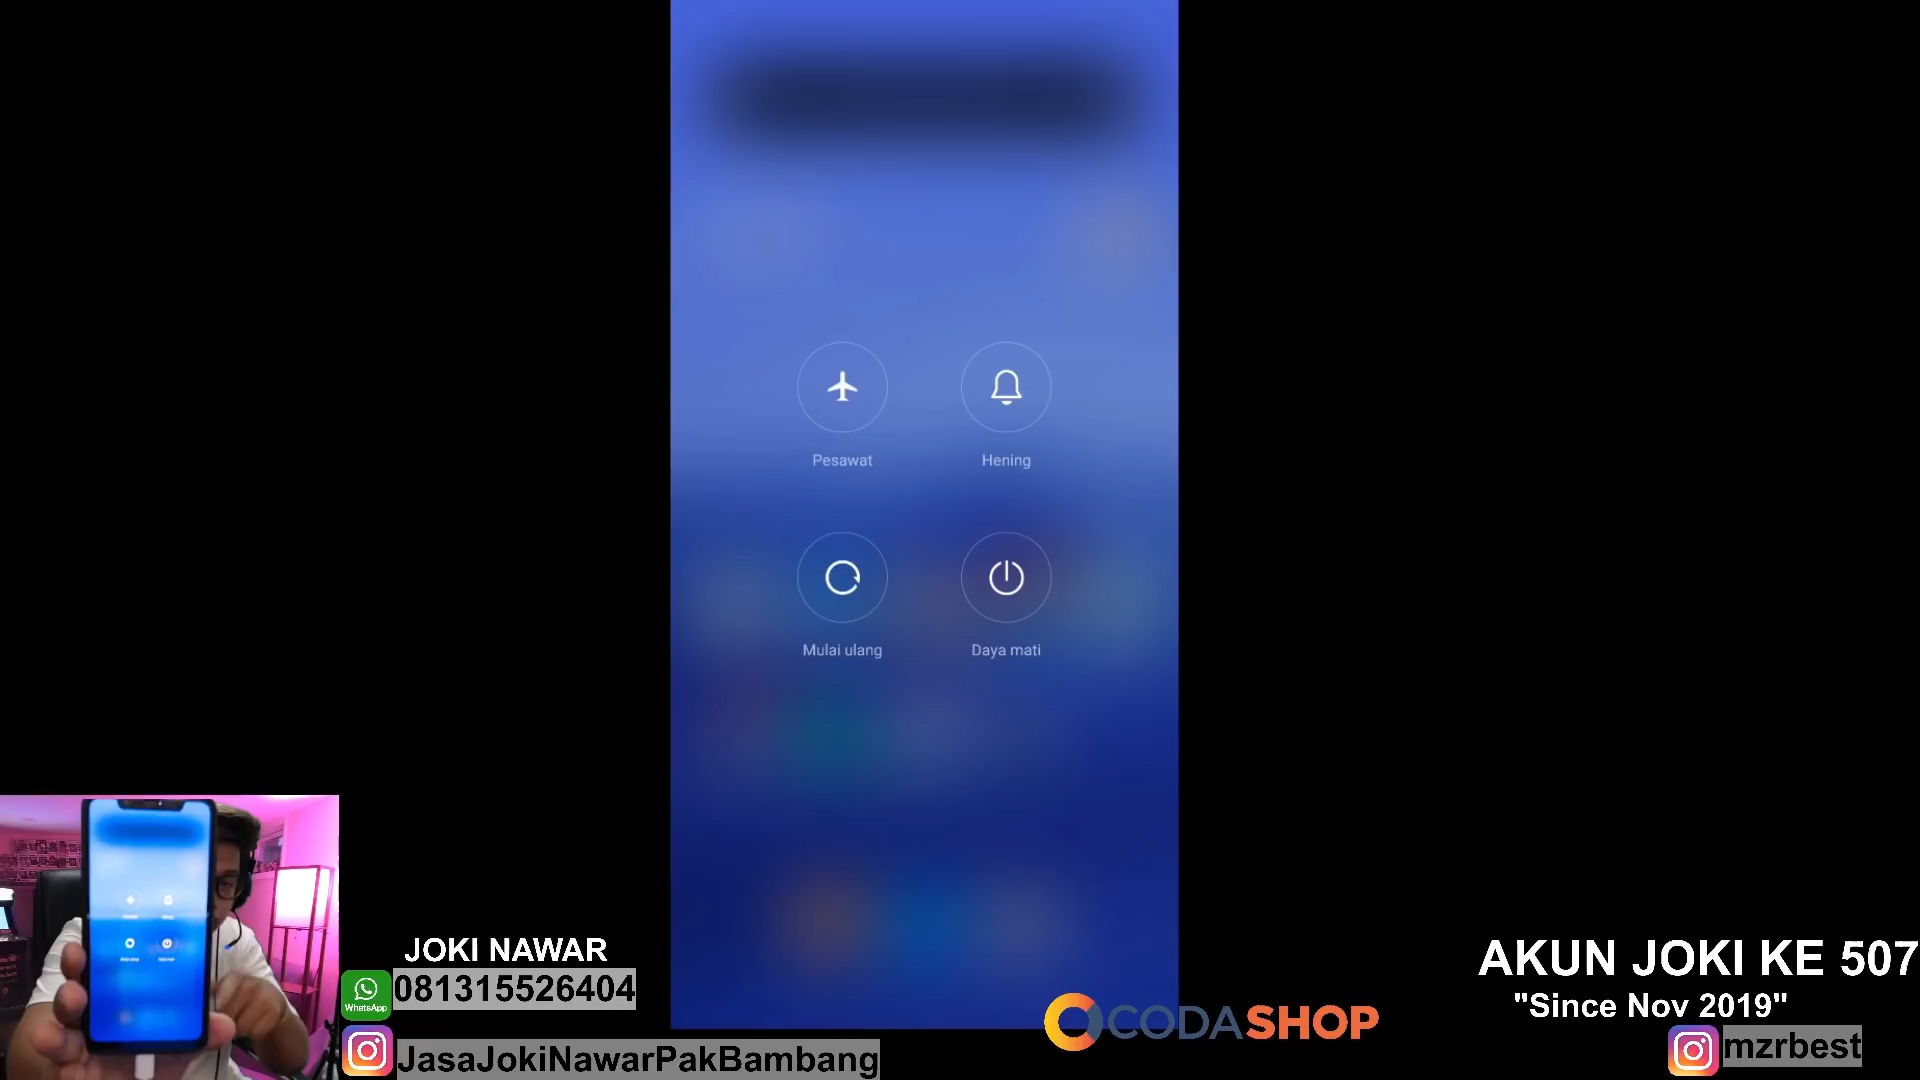 Pesawat
Hening
Mulai ulang
Daya mati
JOKI NAWAR
WhatsApp
081315526404
JasaJokiNawarPakBambang
CODASHOP
AKUN JOKI KE 507
"Since Nov 2019"
mzrbest